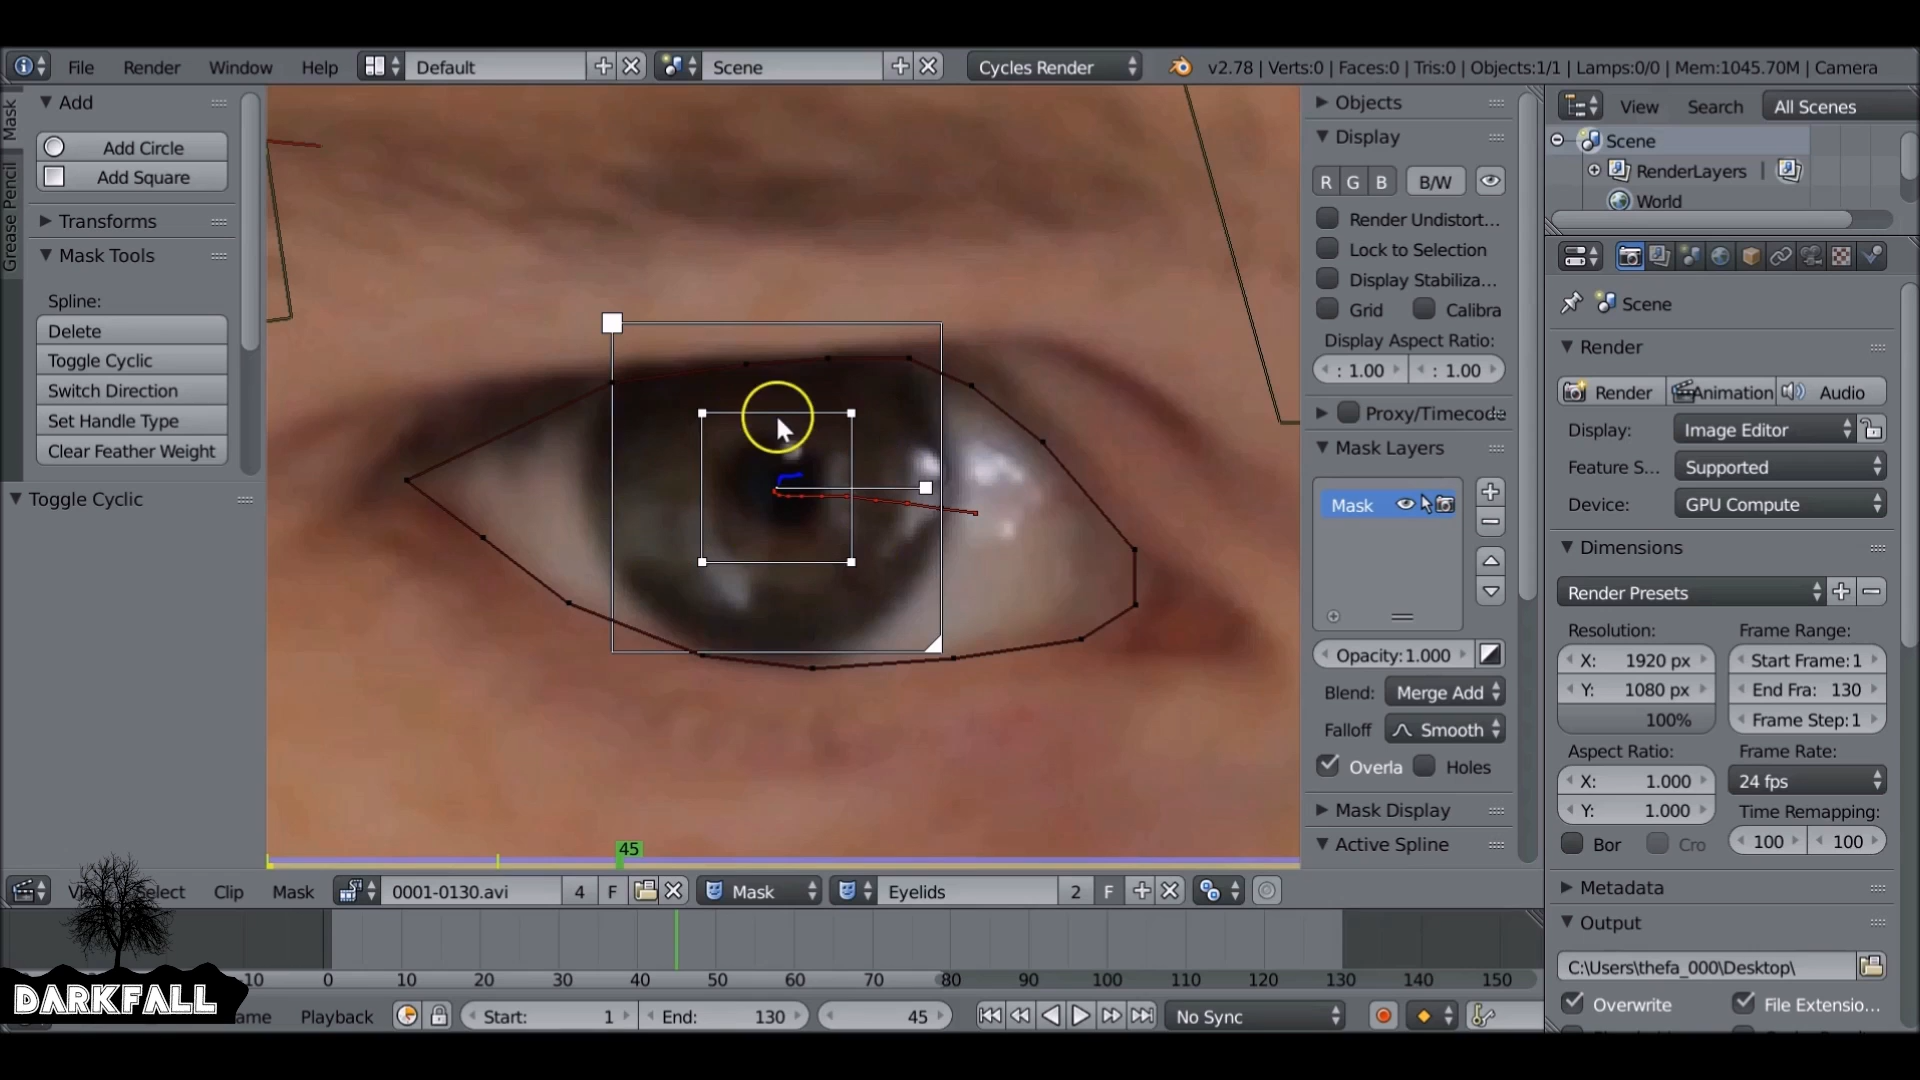 File Render Window Help Default Scene Cycles Render v2.78 | Verts:0 | Faces:0 | Tris:0 | Objects:1/1 | Lamps:0/0 | Mem:1045.70M | Camera
Mask
Grease Pencil
Add
Add Circle
Add Square
Transforms
Mask Tools
Spline:
Delete
Toggle Cyclic
Switch Direction
Set Handle Type
Clear Feather Weight
Toggle Cyclic
45
Objects
Display
R G B B/W
Render Undistort...
Lock to Selection
Display Stabiliza...
Grid Calibra
Display Aspect Ratio:
: 1.00 : 1.00
Proxy/Timecode
Mask Layers
Mask
Opacity:1.000
Blend: Merge Add
Falloff Smooth
Overla Holes
Mask Display
Active Spline
View Search All Scenes
Scene
RenderLayers |
World
Scene
Render
Render Animation Audio
Display: Image Editor
Feature S... Supported
Device: GPU Compute
Dimensions
Render Presets
Resolution: Frame Range:
X: 1920 px Start Frame:1
Y: 1080 px End Fra: 130
100% Frame Step:1
Aspect Ratio: Frame Rate:
X: 1.000 24 fps
Y: 1.000 Time Remapping:
Bor Cro 100 100
Metadata
Output
C:\Users\thefa_000\Desktop\
Overwrite File Extensio...
Select Clip Mask 0001-0130.avi 4 F Mask Eyelids 2 F
0 10 20 30 40 50 60 70 80 90 100 110 120 130 140 150
Playback Start: 1 End: 130 45 No Sync
DARKFALL